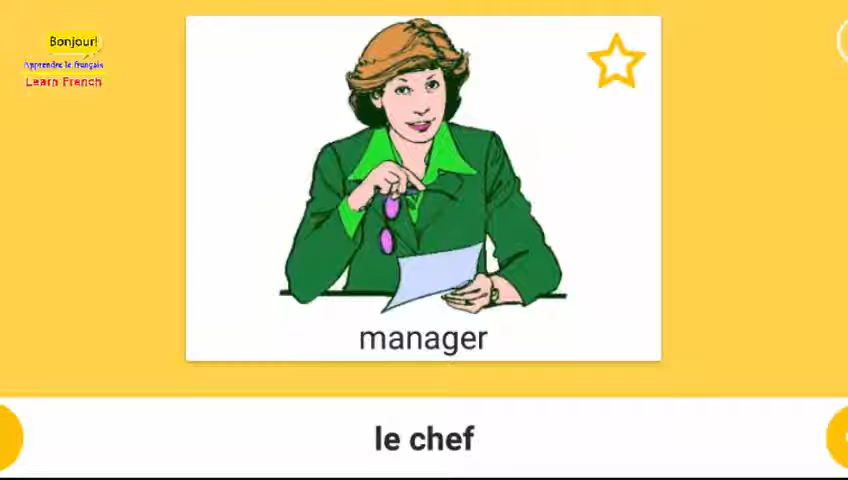 Bonjour!
Apprendre le français
Learn French
manager
le chef